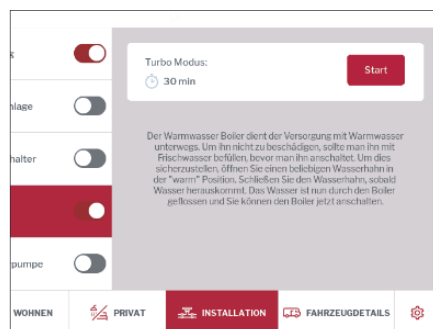 Turbo Modus:
30 min
Start
nlage
halter
pumpe
Der Warmwasser Boiler dient der Versorgung mit Warmwasser
unterwegs. Um ihn nicht zu beschädigen, sollte man ihn mit
Frischwasser befüllen, bevor man ihn anschaltet. Um dies
sicherzustellen, öffnen Sie einen beliebigen Wasserhahn in
der "warm" Position. Schließen Sie den Wasserhahn, sobald
Wasser herauskommt. Das Wasser ist nun durch den Boiler
geflossen und Sie können den Boiler jetzt anschalten.
WOHNEN
PRIVAT
INSTALLATION
FAHRZEUGDETAILS